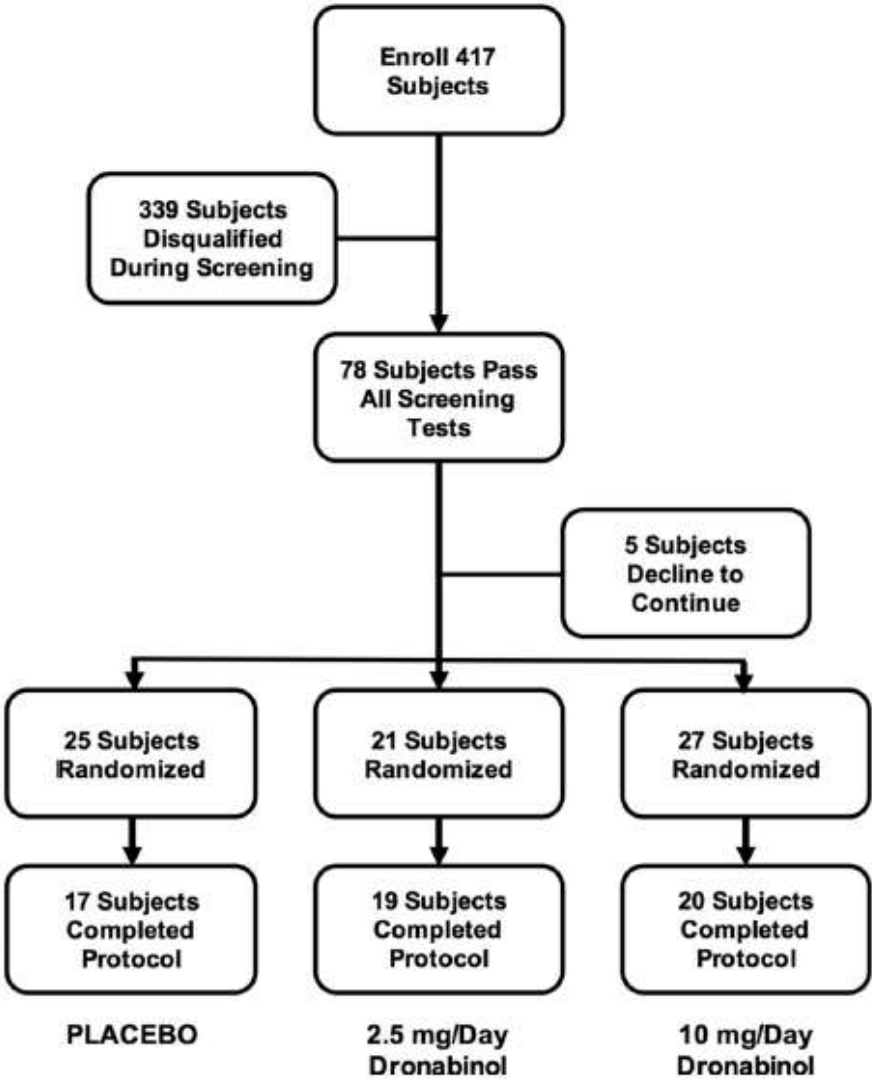 Enroll 417
Subjects
339 Subjects
Disqualified
During Screening
78 Subjects Pass
All Screening
Tests
5 Subjects
Decline to
Continue
25 Subjects
Randomized
21 Subjects
Randomized
27 Subjects
Randomized
17 Subjects
Completed
Protocol
19 Subjects
Completed
Protocol
20 Subjects
Completed
Protocol
PLACEBO
2.5 mg/Day
Dronabinol
10 mg/Day
Dronabinol